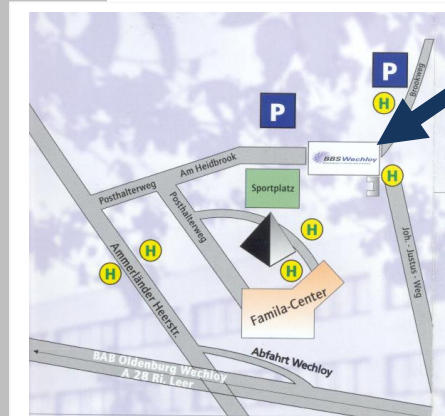 P
P
H
Brookweg
BBS Wechloy
Am Heidbrook
Sportplatz
H
Posthalterweg
Posthalterweg
H
H
H
H
Ammerländer Heerstr.
Joh.-Justus-Weg
Famila-Center
Abfahrt Wechloy
BAB Oldenburg Wechloy
A 28 Ri. Leer